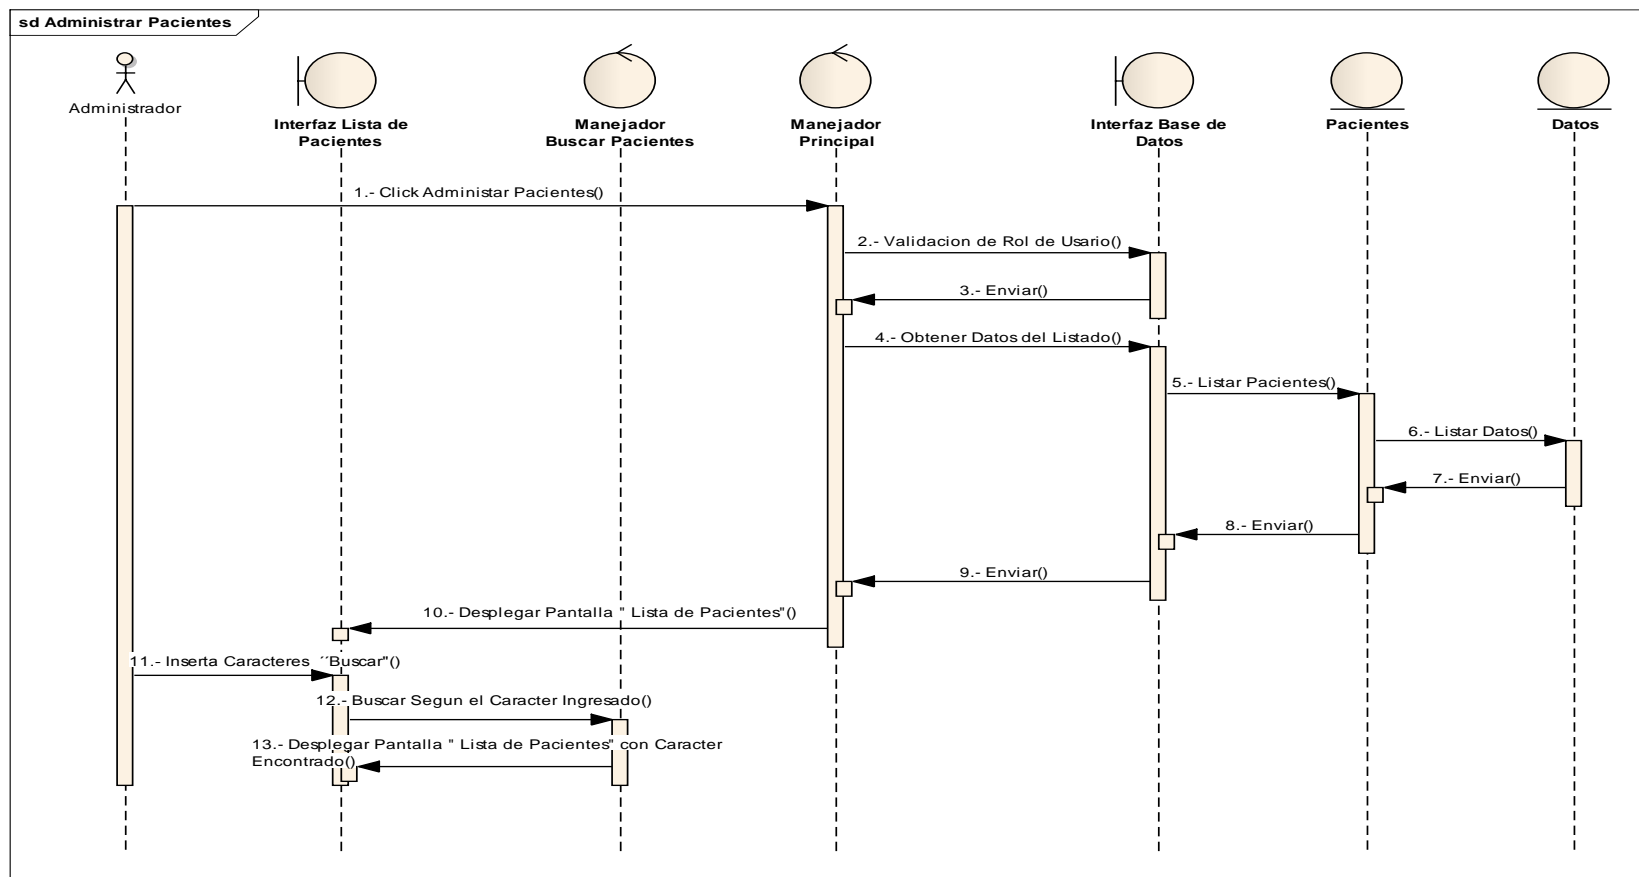 sd Administrar Pacientes
Administrador
Interfaz Lista de
Pacientes
Manejador
Buscar Pacientes
Manejador
Principal
Interfaz Base de
Datos
Pacientes
Datos
1.- Click Administar Pacientes()
2.- Validacion de Rol de Usario()
3.- Enviar()
4.- Obtener Datos del Listado()
5.- Listar Pacientes()
6.- Listar Datos()
7.- Enviar()
8.- Enviar()
9.- Enviar()
10.- Desplegar Pantalla " Lista de Pacientes"()
11.- Inserta Caracteres ´´Buscar"()
12.- Buscar Segun el Caracter Ingresado()
13.- Desplegar Pantalla " Lista de Pacientes" con Caracter
Encontrado()